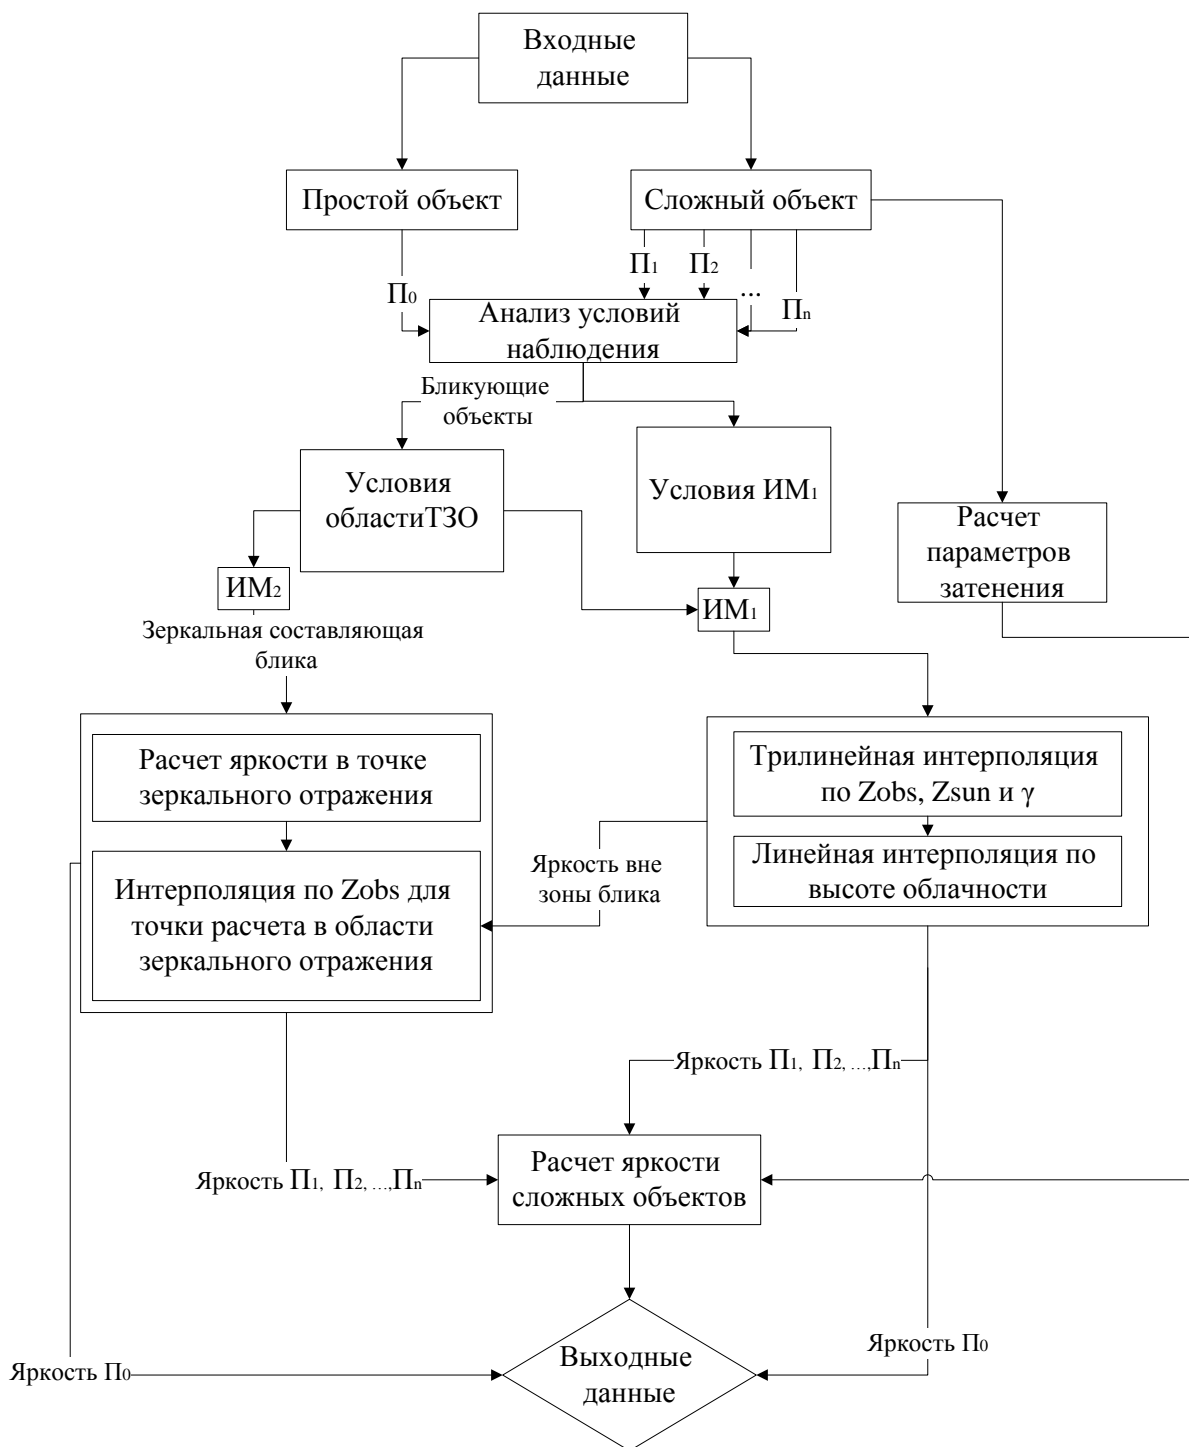 Входные
данные
Простой объект
Сложный объект
П0
П1
П2
...
Пn
Анализ условий
наблюдения
Бликующие
объекты
Условия
областиТЗО
Условия ИМ1
Расчет
параметров
затенения
ИМ2
ИМ1
Зеркальная составляющая
блика
Расчет яркости в точке
зеркального отражения
Интерполяция по Zobs для
точки расчета в области
зеркального отражения
Яркость вне
зоны блика
Трилинейная интерполяция
по Zobs, Zsun и γ
Линейная интерполяция по
высоте облачности
Яркость П1, П2, ...,Пn
Яркость П1, П2, ...,Пn
Расчет яркости
сложных объектов
Яркость П0
Яркость П0
Выходные
данные